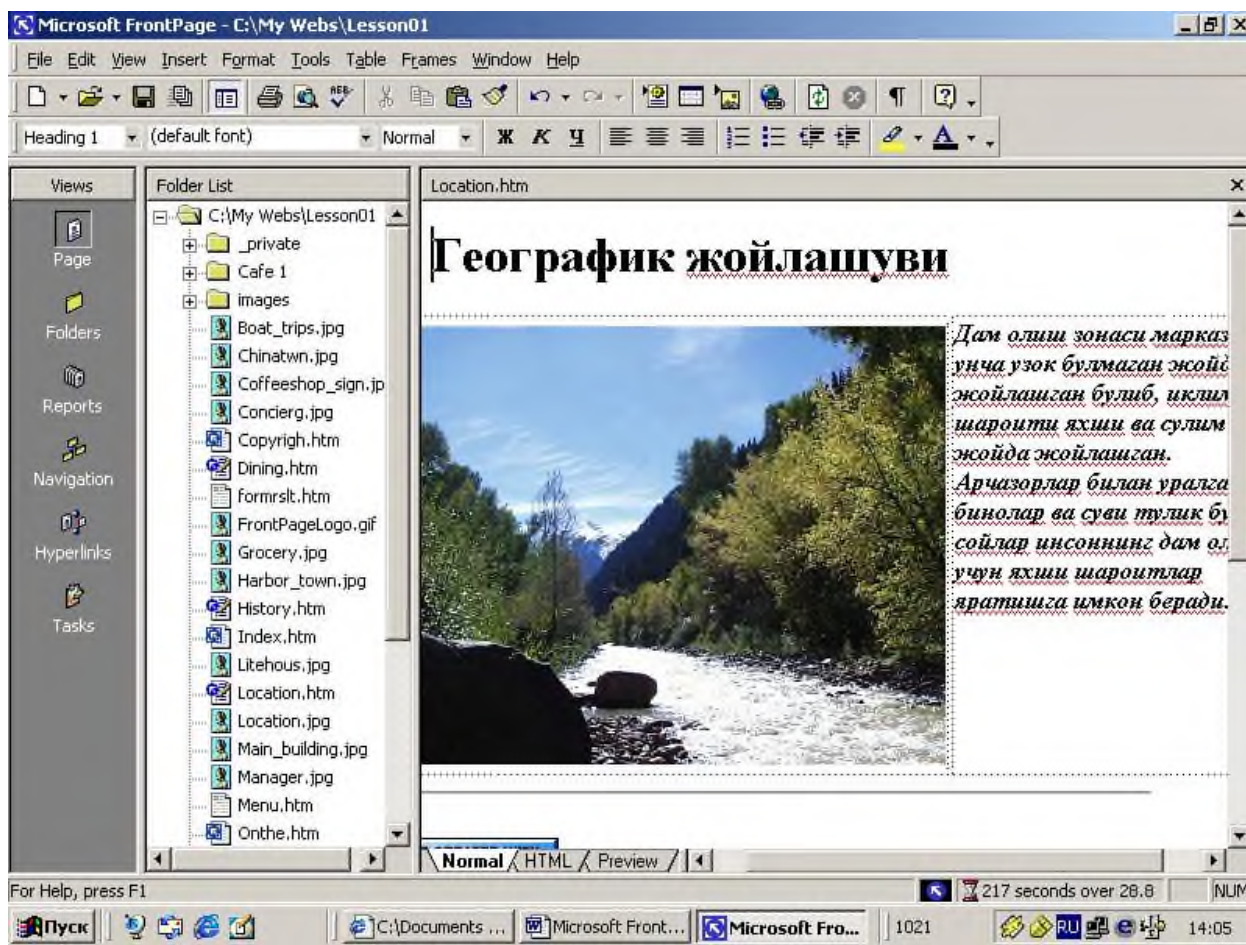 Microsoft FrontPage - C:\My Webs\Lesson01
File Edit View Insert Format Tools Table Frames Window Help
Heading 1 (default font) Normal Ж К Ч
Views
Page
Folders
Reports
Navigation
Hyperlinks
Tasks
Folder List
C:\My Webs\Lesson01
_private
Cafe 1
images
Boat_trips.jpg
Chinatwn.jpg
Coffeeshop_sign.jp
Concierg.jpg
Copyrigh.htm
Dining.htm
formrslt.htm
FrontPageLogo.gif
Grocery.jpg
Harbor_town.jpg
History.htm
Index.htm
Litehous.jpg
Location.htm
Location.jpg
Main_building.jpg
Manager.jpg
Menu.htm
Onthe.htm
Location.htm
Географик жойлашуви
Дам олиш зонаси марказ
унча узок булмаган жойд
жойлашган булиб, иклим
шароити яхши ва сулим
жойда жойлашган.
Арчазорлар билан уралга
бинолар ва суви тулик бу
сойлар инсоннинг дам ол
учун яхши шароитлар
яратишга имкон беради.
Normal HTML Preview
For Help, press F1 217 seconds over 28.8 NUM
Пуск C:\Documents ... Microsoft Front... Microsoft Fro... 1021 RU 14:05